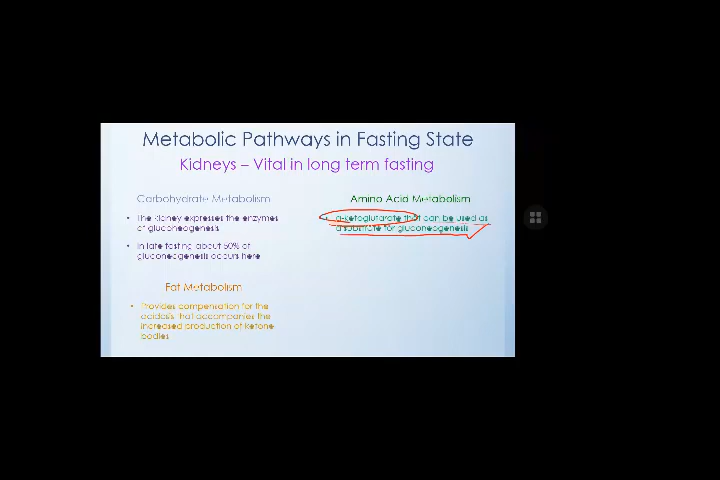 Metabolic Pathways in Fasting State
Kidneys – Vital in long term fasting
Carbohydrate Metabolism
• The kidney expresses the enzymes
of gluconeogenesis
• In late fasting about 50% of
gluconeogenesis occurs here
Fat Metabolism
• Provides compensation for the
acidosis that accompanies the
increased production of Ketone
bodies
Amino Acid Metabolism
• α-ketoglutarate that can be used as
a substrate for gluconeogenesis